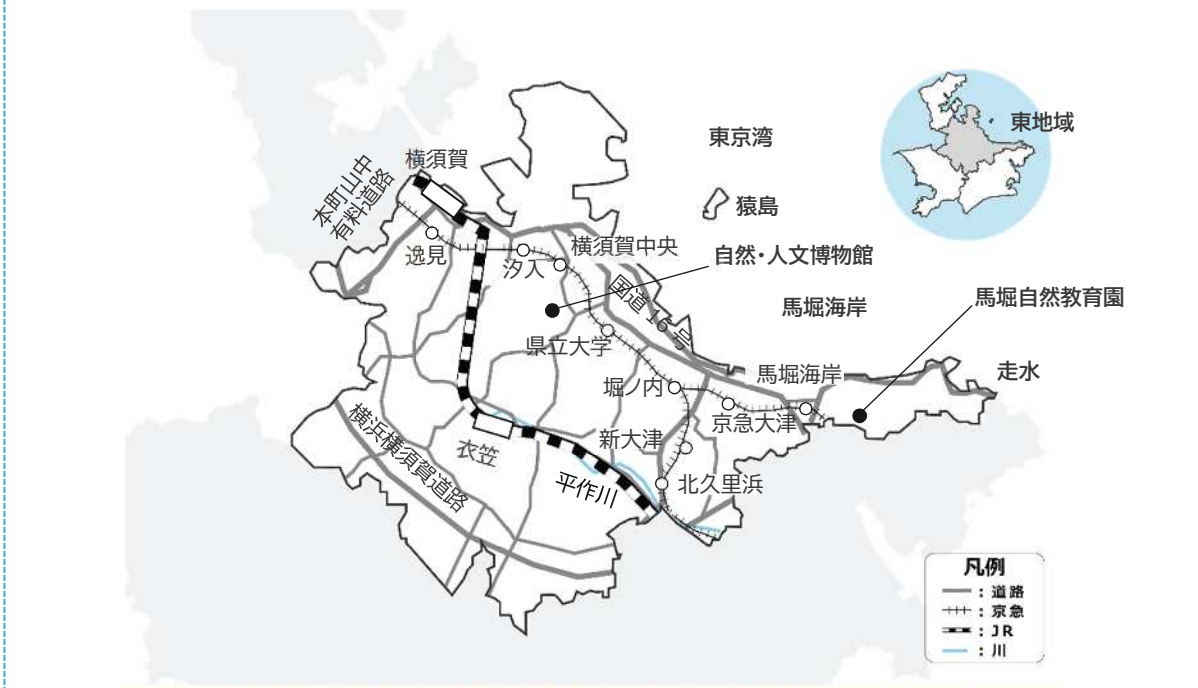 東京湾
東地域
横須賀
本町山中
有料道路
猿島
逸見
汐入
横須賀中央
自然・人文博物館
国道 16 号
馬堀自然教育園
馬堀海岸
県立大学
馬堀海岸
走水
堀ノ内
京急大津
新大津
衣笠
横浜横須賀道路
平作川
北久里浜
凡例
：道路
：京急
：JR
：川